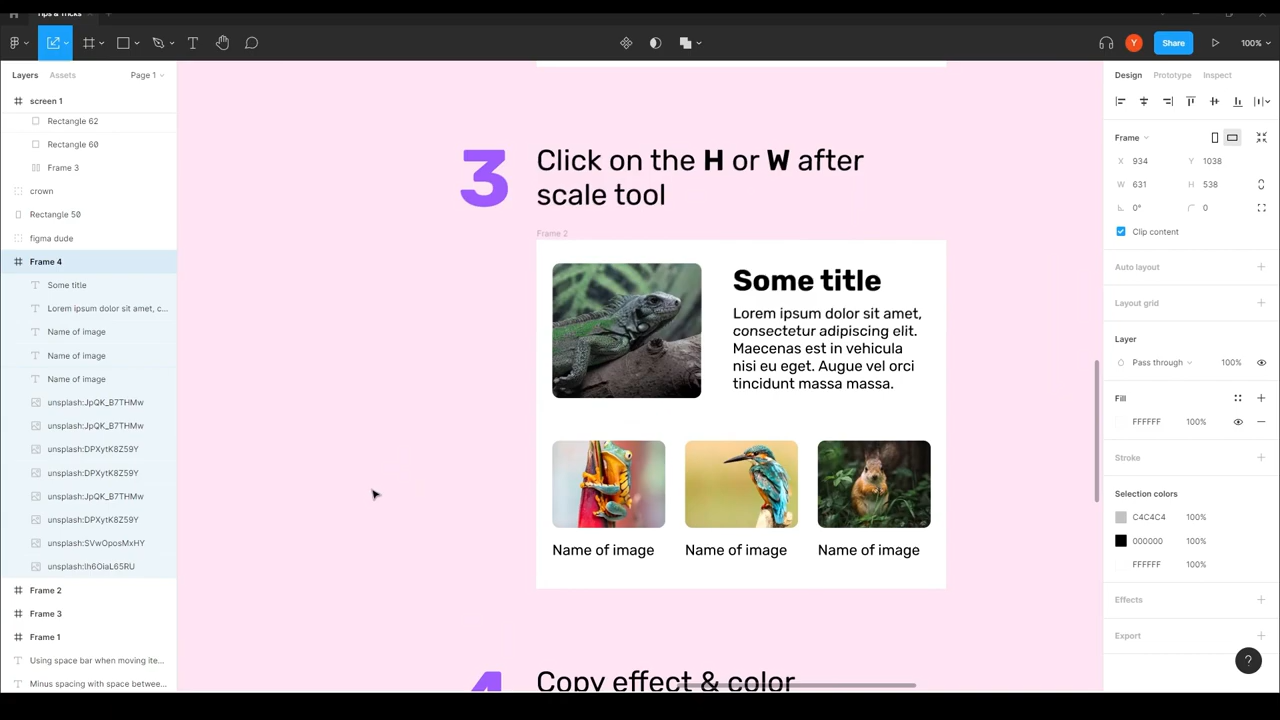 Tips & Tricks
Y
Share
100%
Layers
Assets
Page 1
screen 1
Rectangle 62
Rectangle 60
Frame 3
crown
Rectangle 50
figma dude
Frame 4
Some title
Lorem ipsum dolor sit amet, c...
Name of image
Name of image
Name of image
unsplash:JpQK_B7THMw
unsplash:JpQK_B7THMw
unsplash:DPXytK8Z59Y
unsplash:DPXytK8Z59Y
unsplash:JpQK_B7THMw
unsplash:DPXytK8Z59Y
unsplash:SVwOposMxHY
unsplash:lh6OiaL65RU
Frame 2
Frame 3
Frame 1
Using space bar when moving ite...
Minus spacing with space betwee...
3
Click on the H or W after
scale tool
Frame 2
Some title
Lorem ipsum dolor sit amet,
consectetur adipiscing elit.
Maecenas est in vehicula
nisi eu eget. Augue vel orci
tincidunt massa massa.
Name of image
Name of image
Name of image
4
Copy effect & color
Design
Prototype
Inspect
Frame
X 934
Y 1038
W 631
H 538
0°
0
Clip content
Auto layout
Layout grid
Layer
Pass through
100%
Fill
FFFFFF
100%
Stroke
Selection colors
C4C4C4
100%
000000
100%
FFFFFF
100%
Effects
Export
?